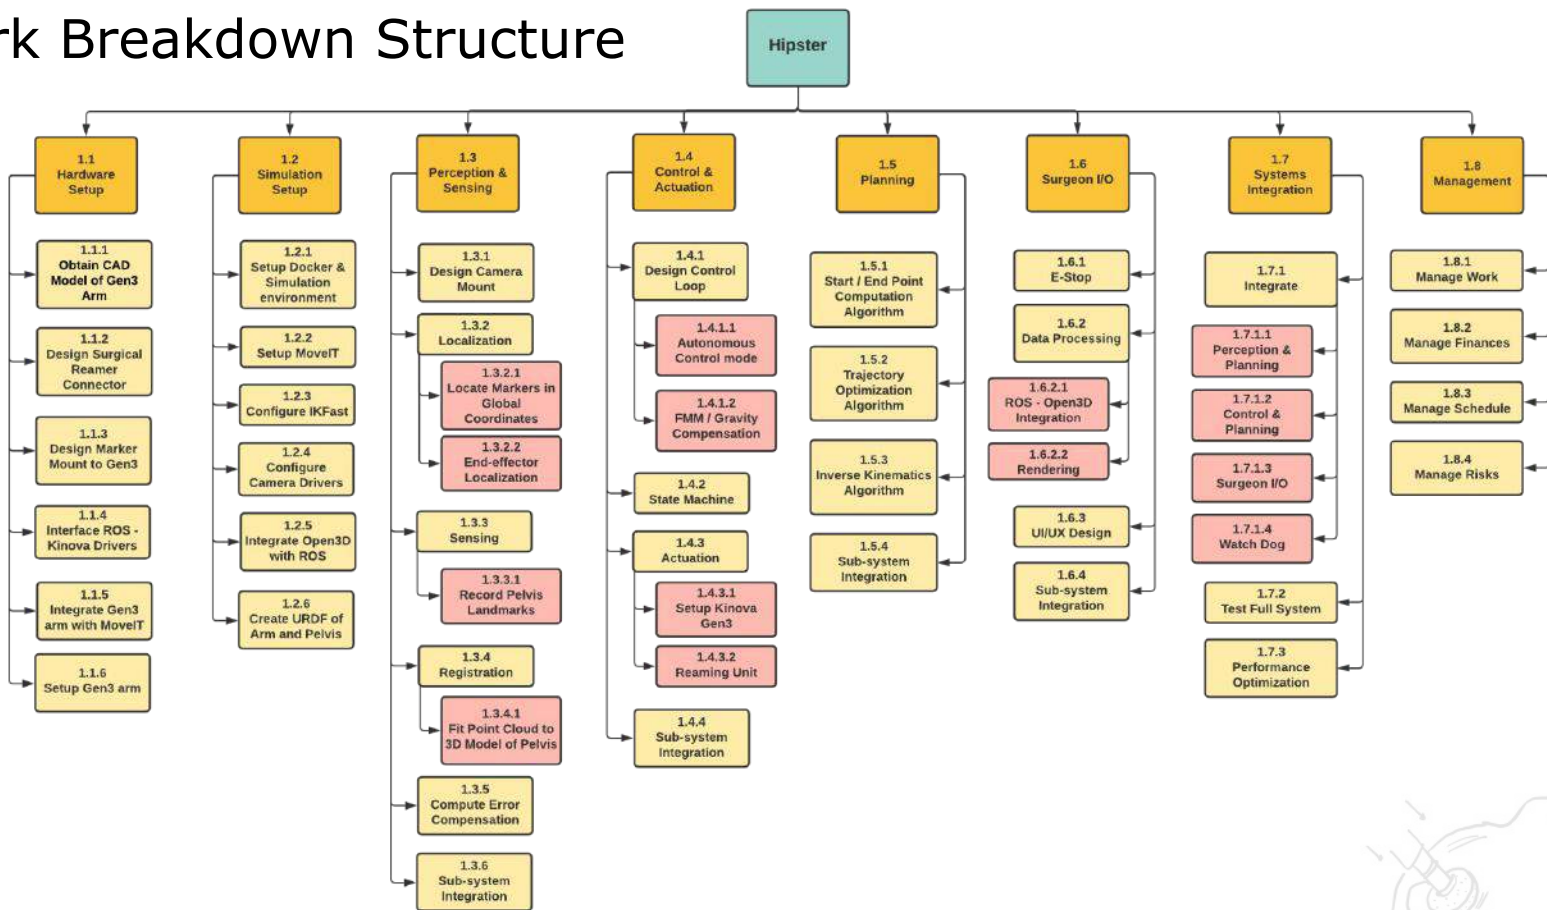 rk Breakdown Structure
Hipster
1.1
Hardware
Setup
1.1.1
Obtain CAD
Model of Gen3
Arm
1.1.2
Design Surgical
Reamer
Connector
1.1.3
Design Marker
Mount to Gen3
1.1.4
Interface ROS -
Kinova Drivers
1.1.5
Integrate Gen3
arm with MoveIT
1.1.6
Setup Gen3 arm
1.2
Simulation
Setup
1.2.1
Setup Docker &
Simulation
environment
1.2.2
Setup MoveIT
1.2.3
Configure IKFast
1.2.4
Configure
Camera Drivers
1.2.5
Integrate Open3D
with ROS
1.2.6
Create URDF of
Arm and Pelvis
1.3
Perception &
Sensing
1.3.1
Design Camera
Mount
1.3.2
Localization
1.3.2.1
Locate Markers in
Global
Coordinates
1.3.2.2
End-effector
Localization
1.3.3
Sensing
1.3.3.1
Record Pelvis
Landmarks
1.3.4
Registration
1.3.4.1
Fit Point Cloud to
3D Model of Pelvis
1.3.5
Compute Error
Compensation
1.3.6
Sub-system
Integration
1.4
Control &
Actuation
1.4.1
Design Control
Loop
1.4.1.1
Autonomous
Control mode
1.4.1.2
FMM / Gravity
Compensation
1.4.2
State Machine
1.4.3
Actuation
1.4.3.1
Setup Kinova
Gen3
1.4.3.2
Reaming Unit
1.4.4
Sub-system
Integration
1.5
Planning
1.5.1
Start / End Point
Computation
Algorithm
1.5.2
Trajectory
Optimization
Algorithm
1.5.3
Inverse Kinematics
Algorithm
1.5.4
Sub-system
Integration
1.6
Surgeon I/O
1.6.1
E-Stop
1.6.2
Data Processing
1.6.2.1
ROS - Open3D
Integration
1.6.2.2
Rendering
1.6.3
UI/UX Design
1.6.4
Sub-system
Integration
1.7
Systems
Integration
1.7.1
Integrate
1.7.1.1
Perception &
Planning
1.7.1.2
Control &
Planning
1.7.1.3
Surgeon I/O
1.7.1.4
Watch Dog
1.7.2
Test Full System
1.7.3
Performance
Optimization
1.8
Management
1.8.1
Manage Work
1.8.2
Manage Finances
1.8.3
Manage Schedule
1.8.4
Manage Risks